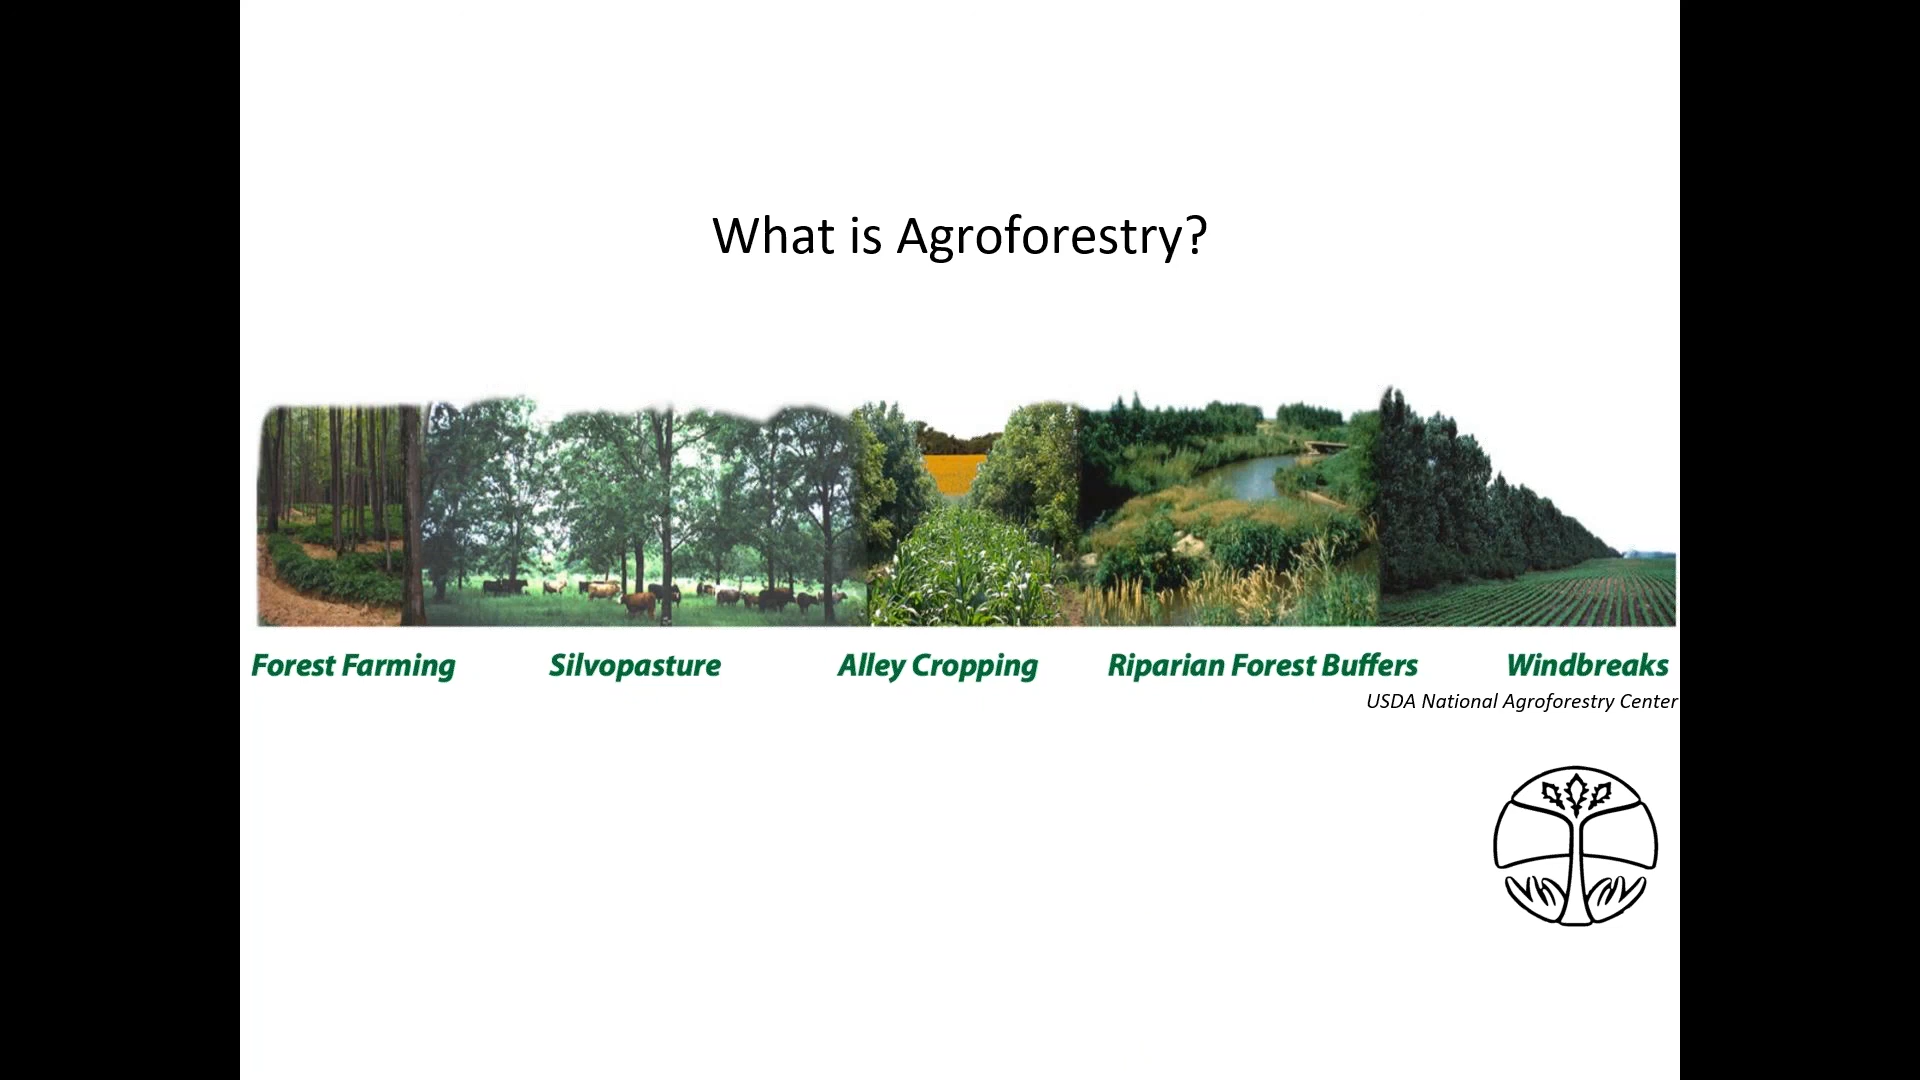 What is Agroforestry?
Forest Farming
Silvopasture
Alley Cropping
Riparian Forest Buffers
Windbreaks
USDA National Agroforestry Center